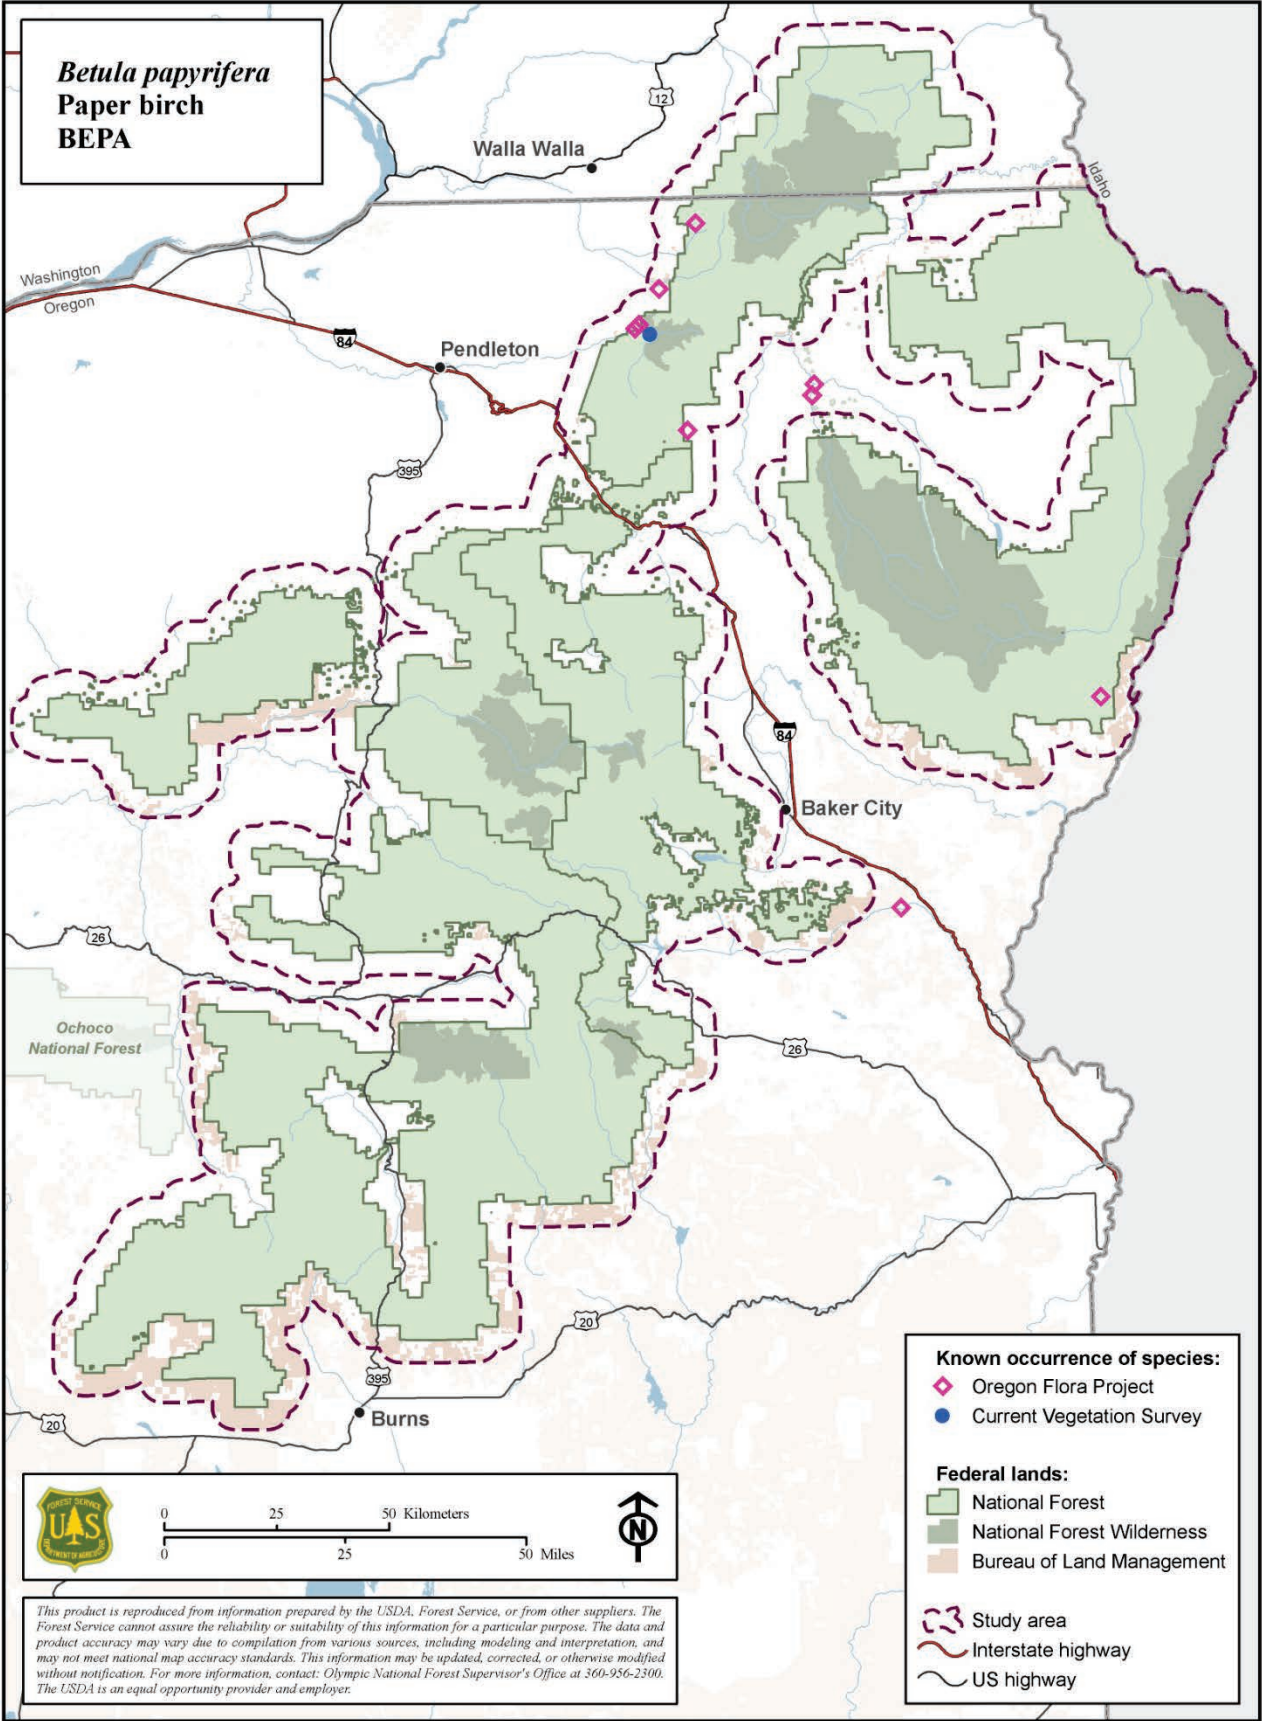 Betula papyrifera
Paper birch
BEPA
12
Walla Walla
Idaho
Washington
Oregon
84
Pendleton
395
84
Baker City
26
Ochoco
National Forest
26
20
395
Burns
20
Known occurrence of species:
Oregon Flora Project
Current Vegetation Survey
Federal lands:
National Forest
National Forest Wilderness
Bureau of Land Management
Study area
Interstate highway
US highway
FOREST SERVICE
UAS
DEPARTMENT OF AGRICULTURE
0 25 50 Kilometers
0 25 50 Miles
N
This product is reproduced from information prepared by the USDA, Forest Service, or from other suppliers. The
Forest Service cannot assure the reliability or suitability of this information for a particular purpose. The data and
product accuracy may vary due to compilation from various sources, including modeling and interpretation, and
may not meet national map accuracy standards. This information may be updated, corrected, or otherwise modified
without notification. For more information, contact: Olympic National Forest Supervisor's Office at 360-956-2300.
The USDA is an equal opportunity provider and employer.